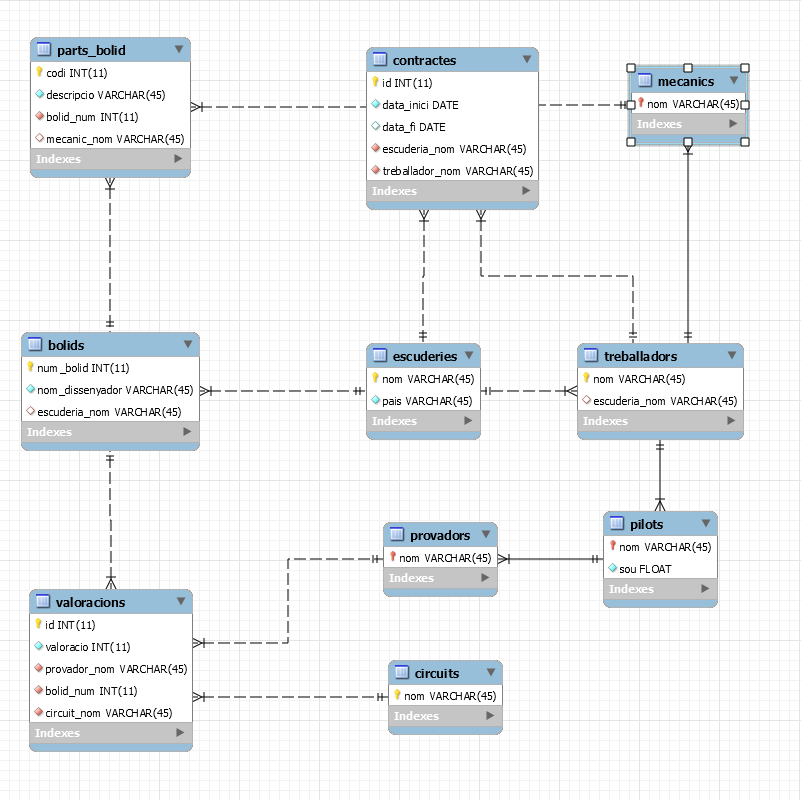 parts_bolid
codi INT(11)
descripcio VARCHAR(45)
bolid_num INT(11)
mecanic_nom VARCHAR(45)
Indexes
contractes
id INT(11)
data_inici DATE
data_fi DATE
escuderia_nom VARCHAR(45)
treballador_nom VARCHAR(45)
Indexes
mecanics
nom VARCHAR(45)
Indexes
bolids
num_bolid INT(11)
nom_dissenyador VARCHAR(45)
escuderia_nom VARCHAR(45)
Indexes
escuderies
nom VARCHAR(45)
pais VARCHAR(45)
Indexes
treballadors
nom VARCHAR(45)
escuderia_nom VARCHAR(45)
Indexes
provadors
nom VARCHAR(45)
Indexes
pilots
nom VARCHAR(45)
sou FLOAT
Indexes
valoracions
id INT(11)
valoracio INT(11)
provador_nom VARCHAR(45)
bolid_num INT(11)
circuit_nom VARCHAR(45)
Indexes
circuits
nom VARCHAR(45)
Indexes